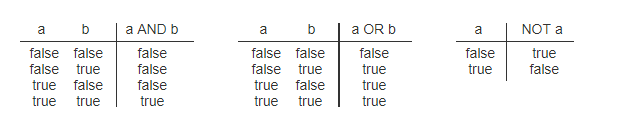 a b a AND b
false false false
false true false
true false false
true true true
a b a OR b
false false false
false true true
true false true
true true true
a NOT a
false true
true false